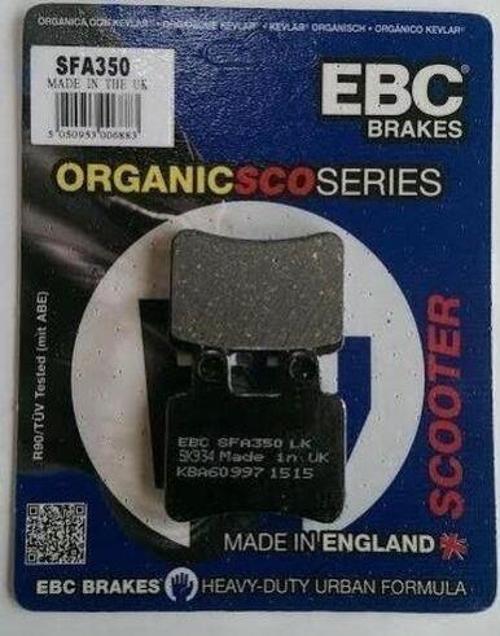 ORGANICA CON KEVLAR • ORGANIQUE KEVLAR • KEVLAR ORGANISCH • ORGÁNICO KEVLAR
SFA350
MADE IN THE UK
5 050953 006883
EBC®
BRAKES
ORGANICSCOSERIES
R90/TÜV Tested (mit ABE)
SCOOTER
EBC SFA350 LK
SK934 Made in UK
KBA60997 1515
MADE IN ENGLAND
EBC BRAKES HEAVY-DUTY URBAN FORMULA